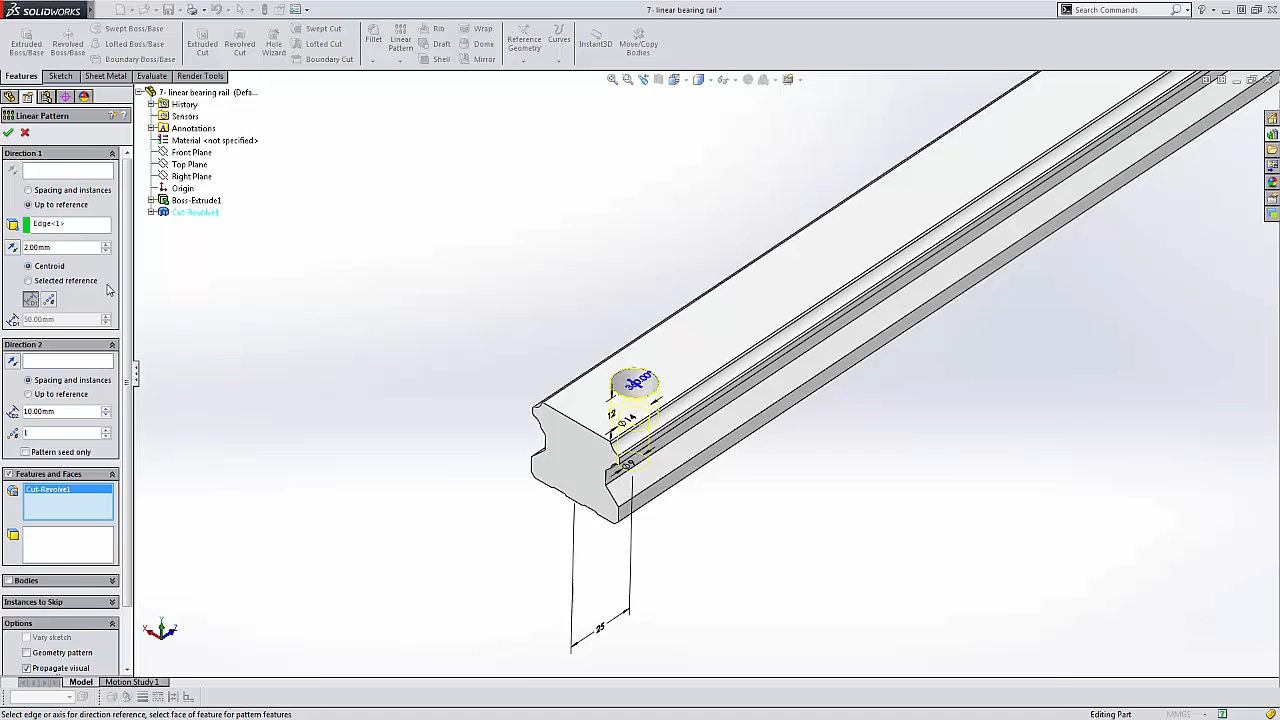 SOLIDWORKS
7- linear bearing rail *
Search Commands
Extruded Boss/Base
Revolved Boss/Base
Swept Boss/Base
Lofted Boss/Base
Boundary Boss/Base
Extruded Cut
Revolved Cut
Hole Wizard
Swept Cut
Lofted Cut
Boundary Cut
Fillet
Linear Pattern
Rib
Draft
Shell
Wrap
Dome
Mirror
Reference Geometry
Curves
Instant3D
Move/Copy Bodies
Features
Sketch
Sheet Metal
Evaluate
Render Tools
Linear Pattern
Direction 1
Spacing and instances
Up to reference
Edge<1>
2.00mm
Centroid
Selected reference
50.00mm
Direction 2
Spacing and instances
Up to reference
10.00mm
1
Pattern seed only
Features and Faces
Cut-Revolve1
Bodies
Instances to Skip
Options
Vary sketch
Geometry pattern
Propagate visual
7- linear bearing rail (Defa...
History
Sensors
Annotations
Material <not specified>
Front Plane
Top Plane
Right Plane
Origin
Boss-Extrude1
Cut-Revolve1
12
Ø14
25
Model
Motion Study 1
Select edge or axis for direction reference, select face of feature for pattern features
Editing Part
MMGS